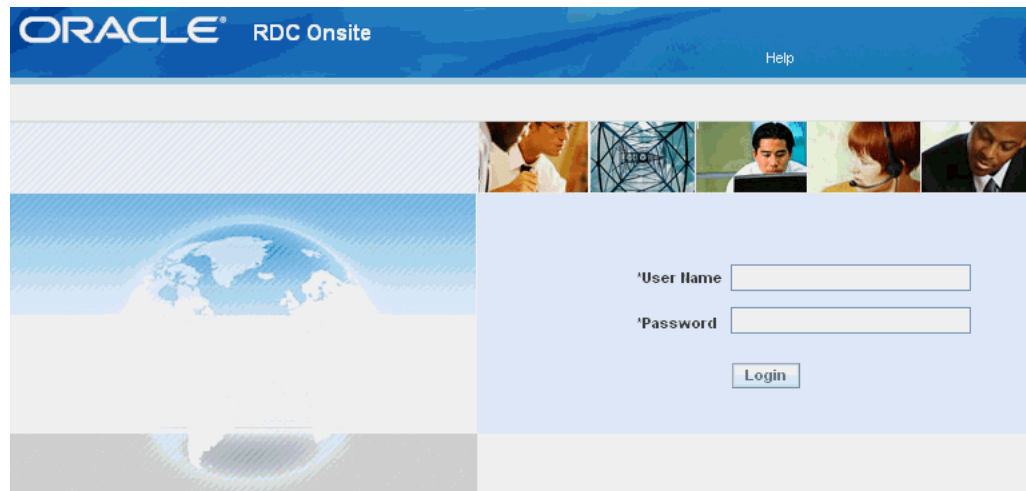 ORACLE® RDC Onsite
Help
*User Name
*Password
Login